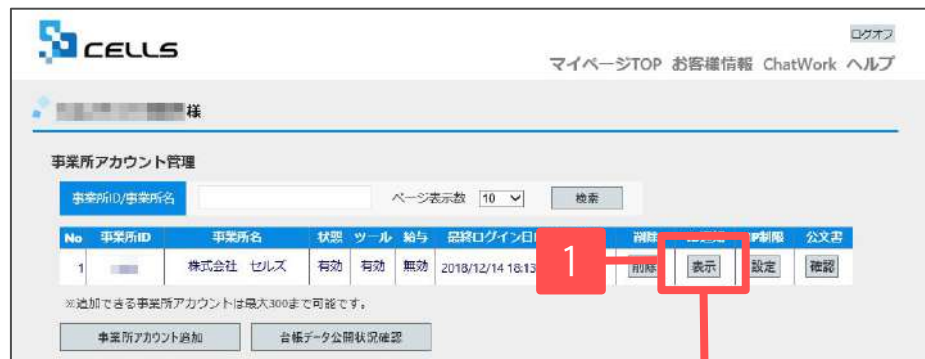 CELLS
ログオフ
マイページTOP お客様情報 ChatWork ヘルプ
様
事業所アカウント管理
事業所ID/事業所名 ページ表示数 10 検索
No 事業所ID 事業所名 状態 ツール 給与 最終ログイン日 削除 IP制限 公文書
1 株式会社 セルズ 有効 有効 無効 2018/12/14 18:13 削除 表示 設定 確認
1
※追加できる事業所アカウントは最大300まで可能です。
事業所アカウント追加 台帳データ公開状況確認